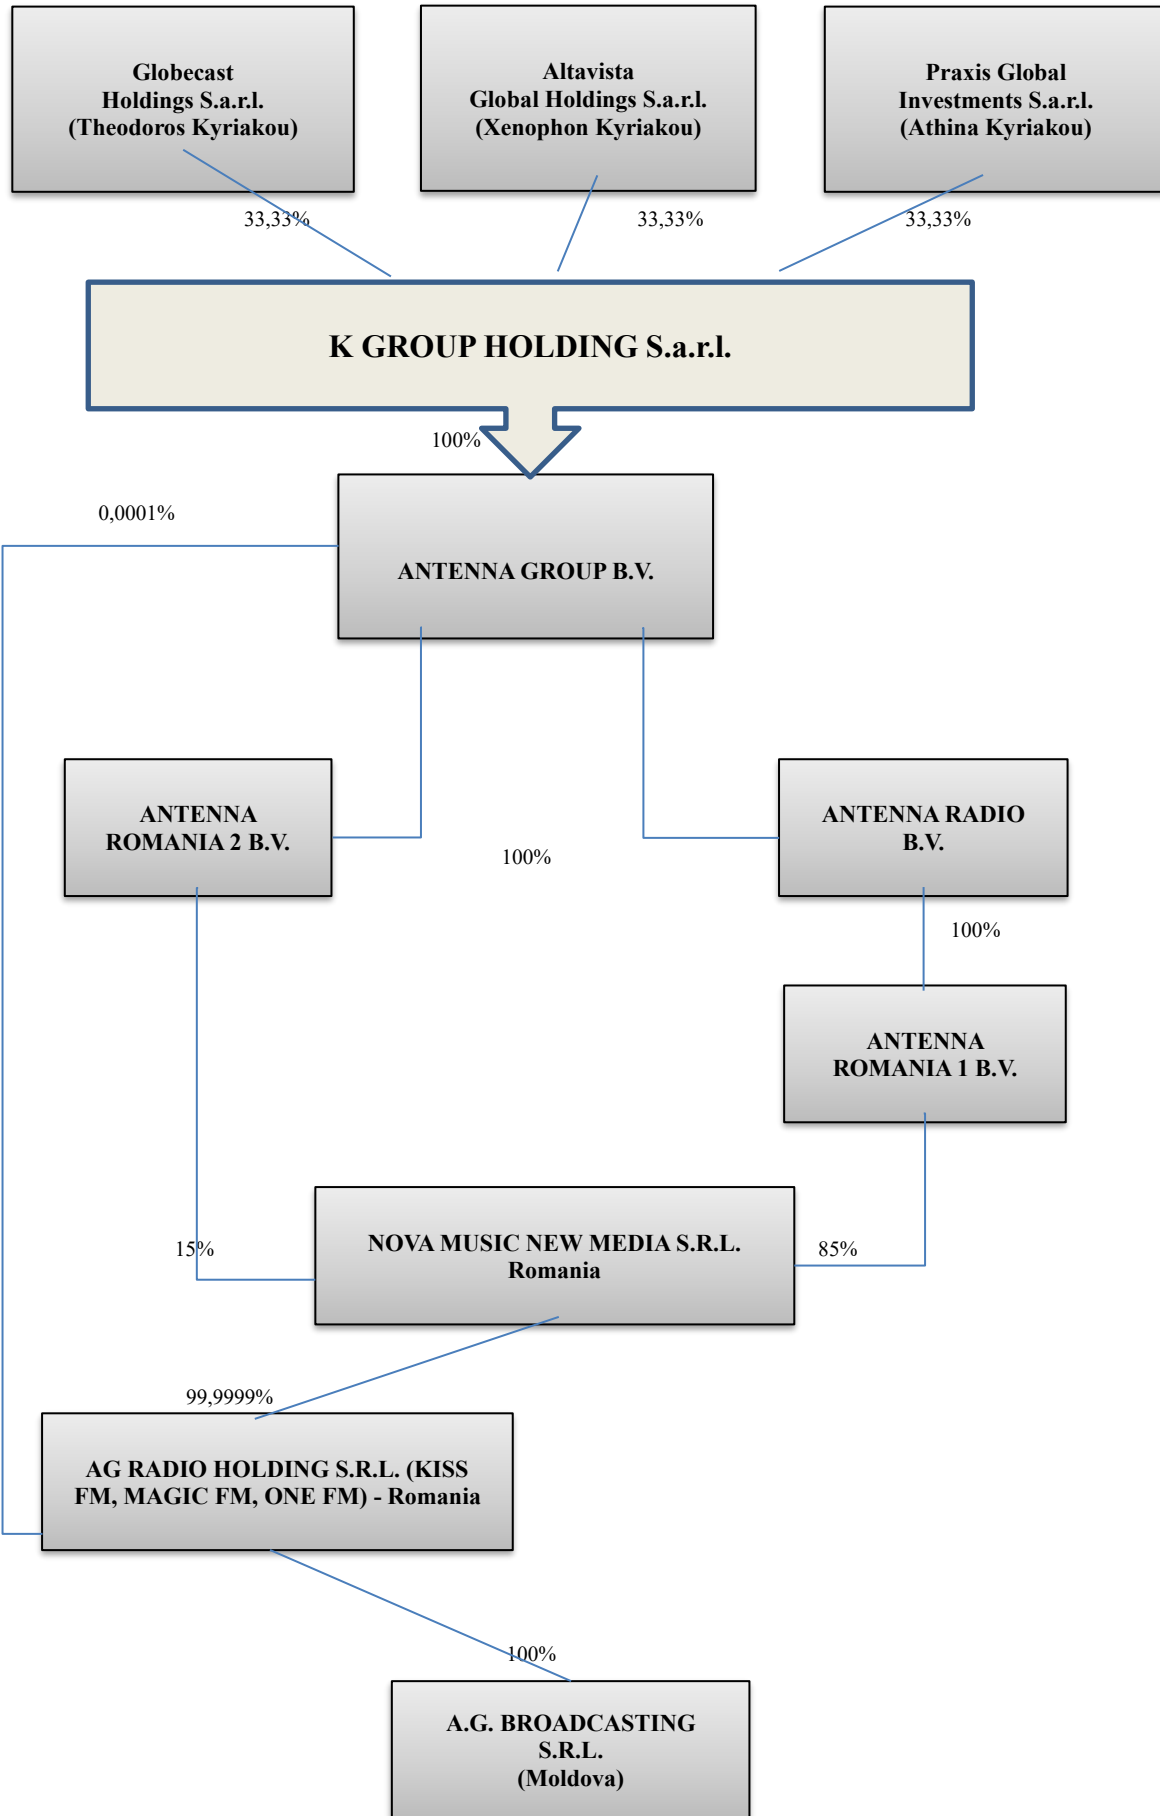 Globecast
Holdings S.a.r.l.
(Theodoros Kyriakou)
Altavista
Global Holdings S.a.r.l.
(Xenophon Kyriakou)
Praxis Global
Investments S.a.r.l.
(Athina Kyriakou)
33,33%
33,33%
33,33%
K GROUP HOLDING S.a.r.l.
100%
0,0001%
ANTENNA GROUP B.V.
ANTENNA
ROMANIA 2 B.V.
ANTENNA RADIO
B.V.
100%
100%
ANTENNA
ROMANIA 1 B.V.
15%
NOVA MUSIC NEW MEDIA S.R.L.
Romania
85%
99,9999%
AG RADIO HOLDING S.R.L. (KISS
FM, MAGIC FM, ONE FM) - Romania
100%
A.G. BROADCASTING
S.R.L.
(Moldova)